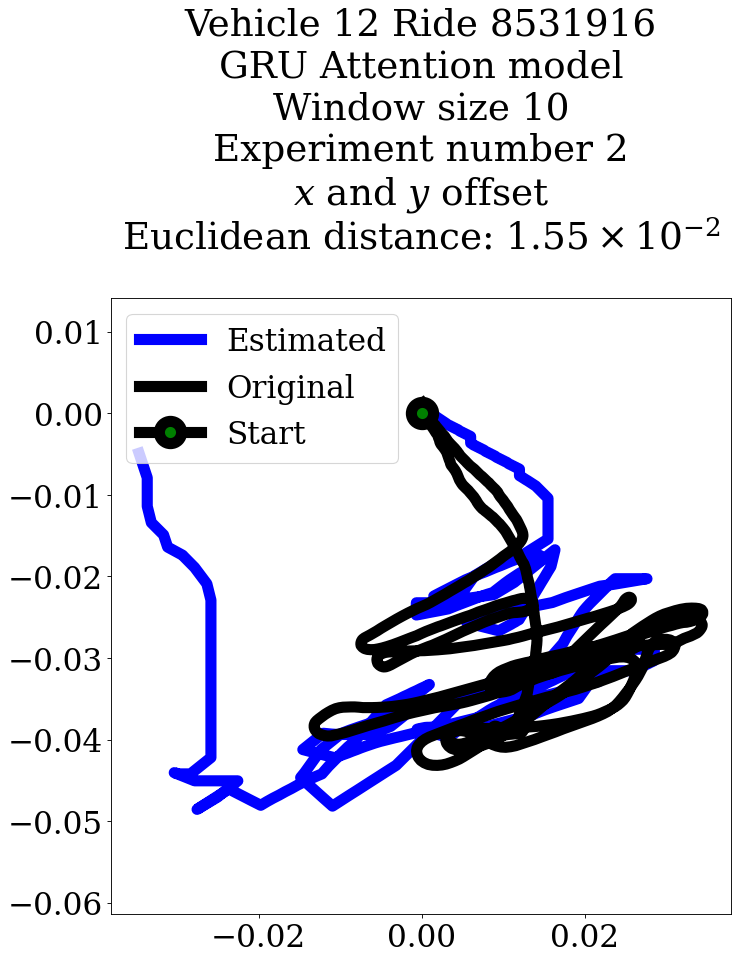 Vehicle 12 Ride 8531916
GRU Attention model
Window size 10
Experiment number 2
x and y offset
Euclidean distance: 1.55 × 10⁻²
Estimated
Original
Start
0.01
0.00
−0.01
−0.02
−0.03
−0.04
−0.05
−0.06
−0.02 0.00 0.02